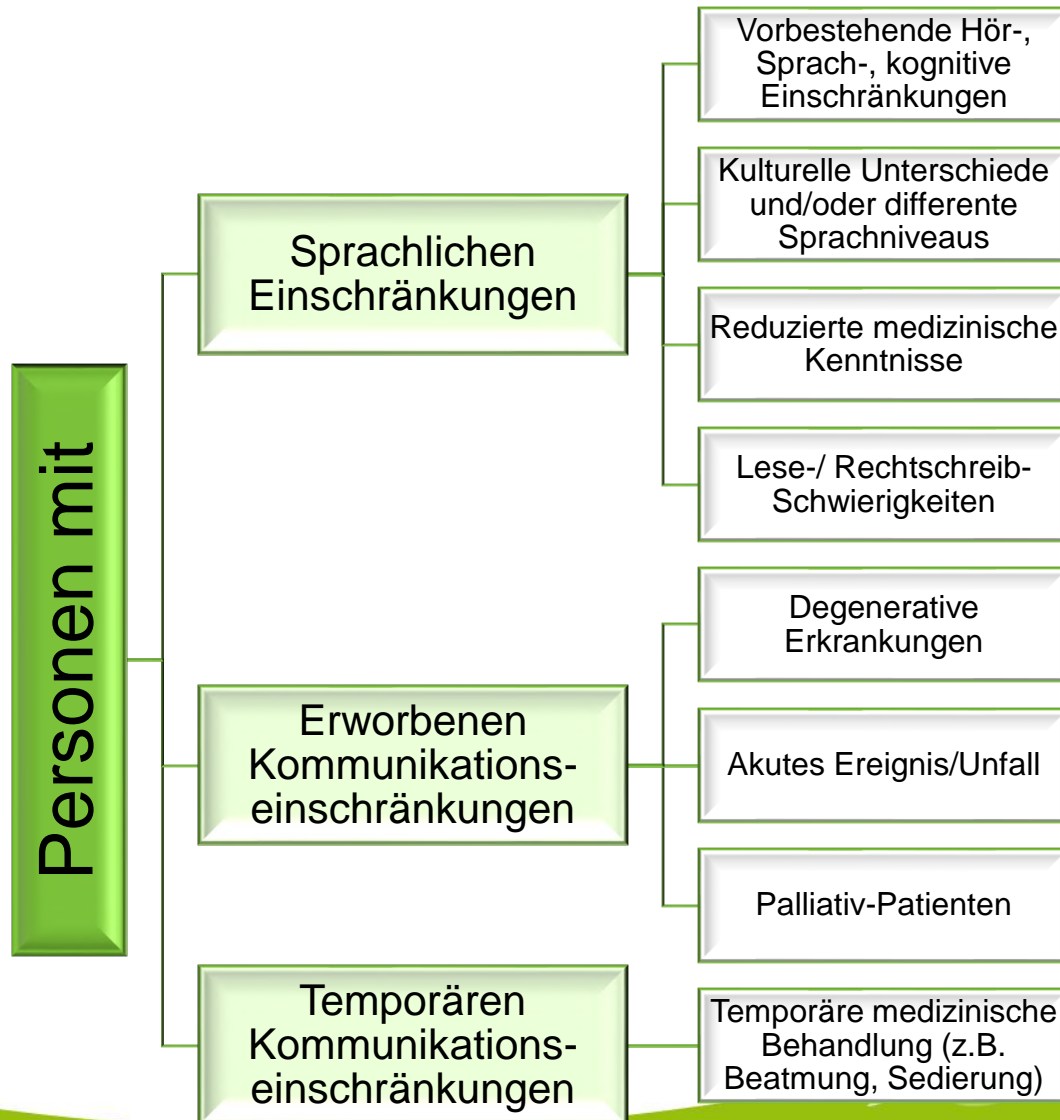 Personen mit
Sprachlichen
Einschränkungen
Vorbestehende Hör-,
Sprach-, kognitive
Einschränkungen
Kulturelle Unterschiede
und/oder differente
Sprachniveaus
Reduzierte medizinische
Kenntnisse
Lese-/ Rechtschreib-
Schwierigkeiten
Erworbenen
Kommunikations-
einschränkungen
Degenerative
Erkrankungen
Akutes Ereignis/Unfall
Palliativ-Patienten
Temporären
Kommunikations-
einschränkungen
Temporäre medizinische
Behandlung (z.B.
Beatmung, Sedierung)